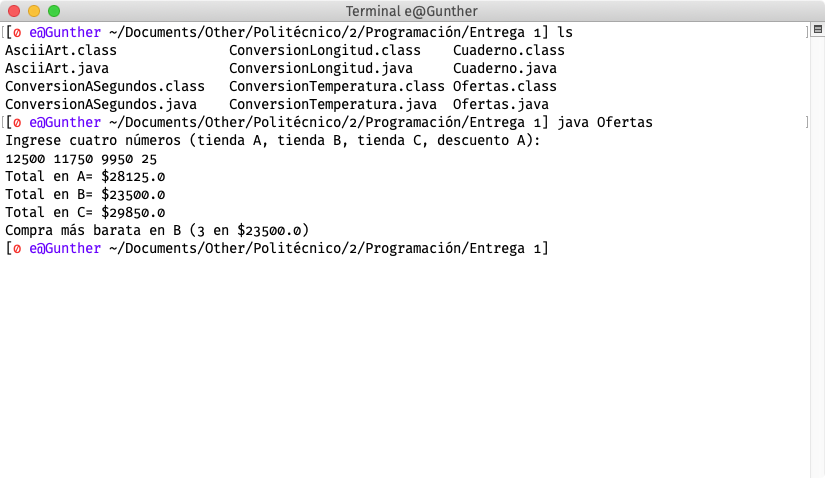 Terminal e@Gunther
[0 e@Gunther ~/Documents/Other/Politécnico/2/Programación/Entrega 1] ls
AsciiArt.class ConversionLongitud.class Cuaderno.class
AsciiArt.java ConversionLongitud.java Cuaderno.java
ConversionASegundos.class ConversionTemperatura.class Ofertas.class
ConversionASegundos.java ConversionTemperatura.java Ofertas.java
[0 e@Gunther ~/Documents/Other/Politécnico/2/Programación/Entrega 1] java Ofertas
Ingrese cuatro números (tienda A, tienda B, tienda C, descuento A):
12500 11750 9950 25
Total en A= $28125.0
Total en B= $23500.0
Total en C= $29850.0
Compra más barata en B (3 en $23500.0)
[0 e@Gunther ~/Documents/Other/Politécnico/2/Programación/Entrega 1]